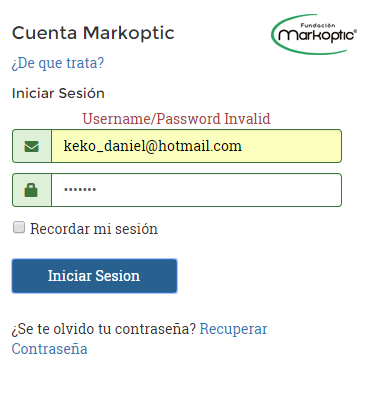 Cuenta Markoptic
Fundación
Markoptic®
¿De que trata?
Iniciar Sesión
Username/Password Invalid
keko_daniel@hotmail.com
•••••••
Recordar mi sesión
Iniciar Sesion
¿Se te olvido tu contraseña? Recuperar
Contraseña